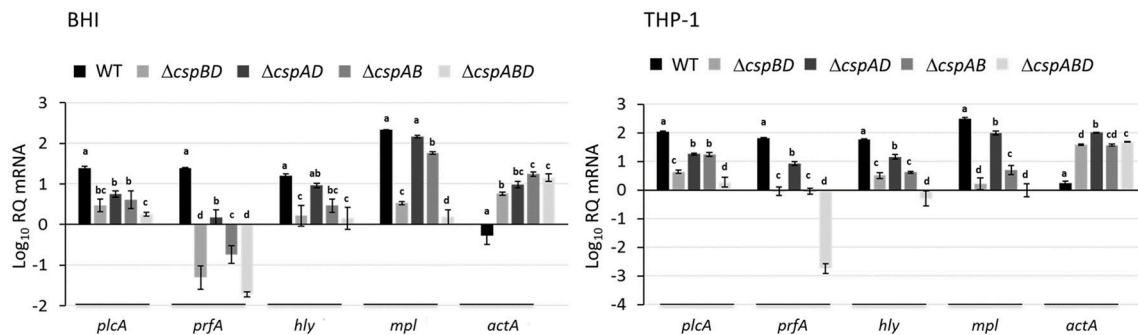 BHI
WT ΔcspBD ΔcspAD ΔcspAB ΔcspABD
Log10 RQ mRNA
3
2
1
0
-1
-2
a bc b b c
a d b c d
a c ab bc c
a c a b d
a b bc c c
plcA prfA hly mpl actA
THP-1
WT ΔcspBD ΔcspAD ΔcspAB ΔcspABD
Log10 RQ mRNA
3
2
1
0
-1
-2
-3
-4
a c b b d
a c b c d
a c b c d
a d b c d
a d b cd c
plcA prfA hly mpl actA